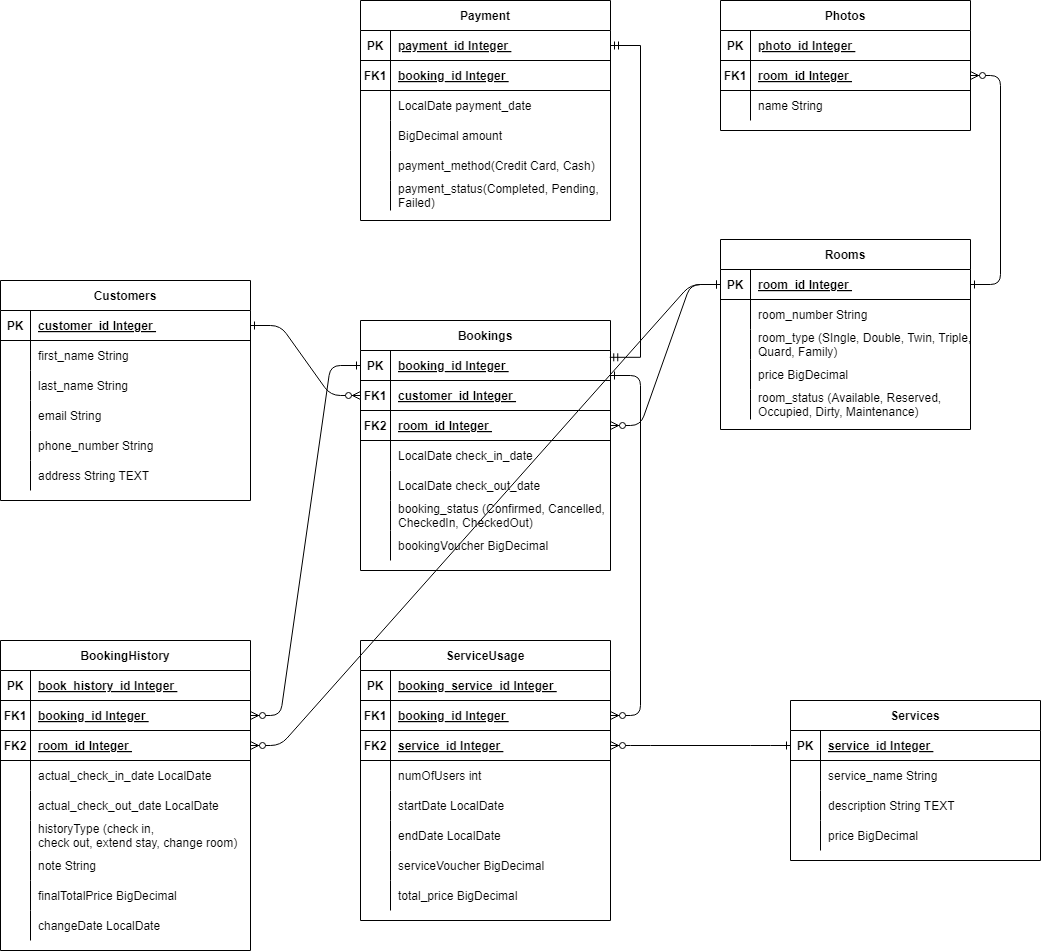 Payment
PK payment_id Integer
FK1 booking_id Integer
LocalDate payment_date
BigDecimal amount
payment_method(Credit Card, Cash)
payment_status(Completed, Pending,
Failed)
Photos
PK photo_id Integer
FK1 room_id Integer
name String
Rooms
PK room_id Integer
room_number String
room_type (SIngle, Double, Twin, Triple,
Quard, Family)
price BigDecimal
room_status (Available, Reserved,
Occupied, Dirty, Maintenance)
Customers
PK customer_id Integer
first_name String
last_name String
email String
phone_number String
address String TEXT
Bookings
PK booking_id Integer
FK1 customer_id Integer
FK2 room_id Integer
LocalDate check_in_date
LocalDate check_out_date
booking_status (Confirmed, Cancelled,
CheckedIn, CheckedOut)
bookingVoucher BigDecimal
BookingHistory
PK book_history_id Integer
FK1 booking_id Integer
FK2 room_id Integer
actual_check_in_date LocalDate
actual_check_out_date LocalDate
historyType (check in,
check out, extend stay, change room)
note String
finalTotalPrice BigDecimal
changeDate LocalDate
ServiceUsage
PK booking_service_id Integer
FK1 booking_id Integer
FK2 service_id Integer
numOfUsers int
startDate LocalDate
endDate LocalDate
serviceVoucher BigDecimal
total_price BigDecimal
Services
PK service_id Integer
service_name String
description String TEXT
price BigDecimal